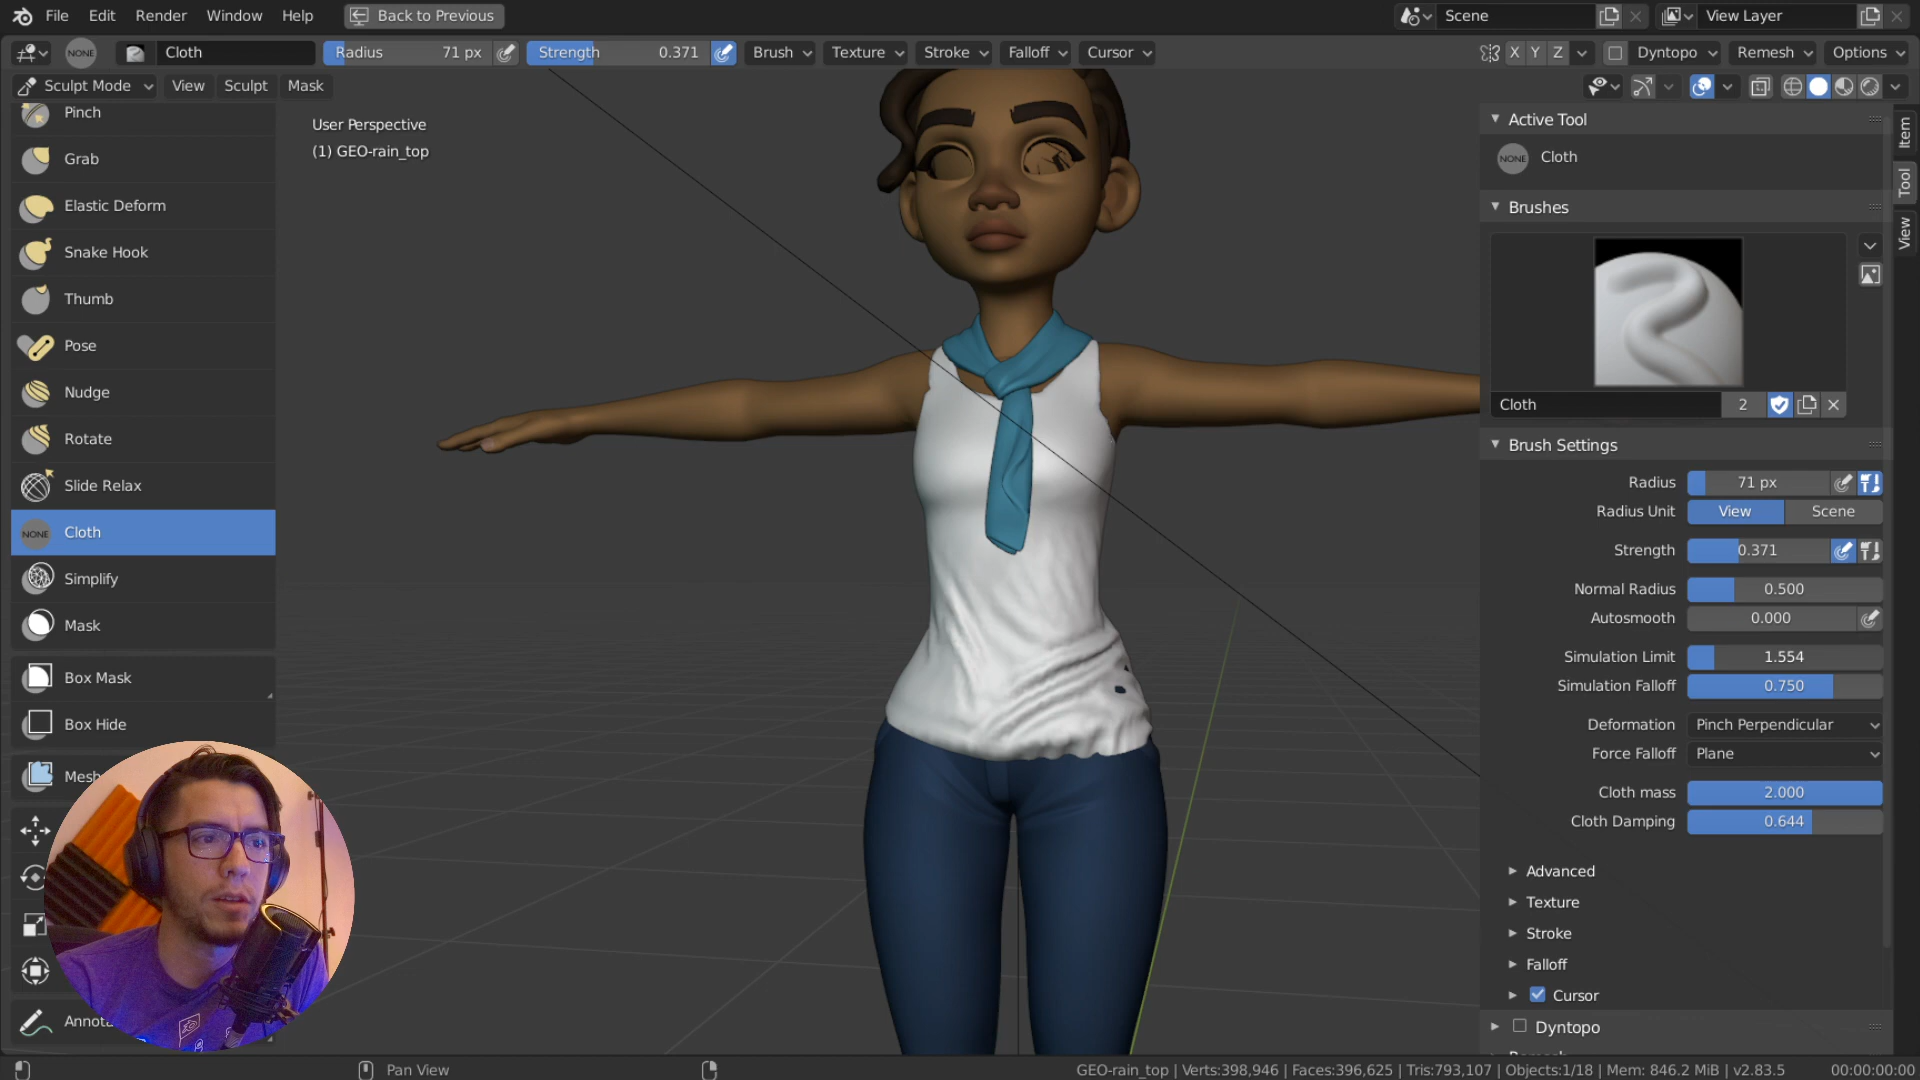 File Edit Render Window Help Back to Previous Scene View Layer
NONE Cloth Radius 71 px Strength 0.371 Brush Texture Stroke Falloff Cursor X Y Z Dyntopo Remesh Options
Sculpt Mode View Sculpt Mask
Pinch
Grab
Elastic Deform
Snake Hook
Thumb
Pose
Nudge
Rotate
Slide Relax
NONE Cloth
Simplify
Mask
Box Mask
Box Hide
Mesh
User Perspective
(1) GEO-rain_top
Active Tool
NONE Cloth
Brushes
Cloth 2
Brush Settings
Radius 71 px
Radius Unit View Scene
Strength 0.371
Normal Radius 0.500
Autosmooth 0.000
Simulation Limit 1.554
Simulation Falloff 0.750
Deformation Pinch Perpendicular
Force Falloff Plane
Cloth mass 2.000
Cloth Damping 0.644
Advanced
Texture
Stroke
Falloff
Cursor
Dyntopo
Item
Tool
View
Pan View
GEO-rain_top | Verts:398,946 | Faces:396,625 | Tris:793,107 | Objects:1/18 | Mem: 846.2 MiB | v2.83.5 00:00:00:00